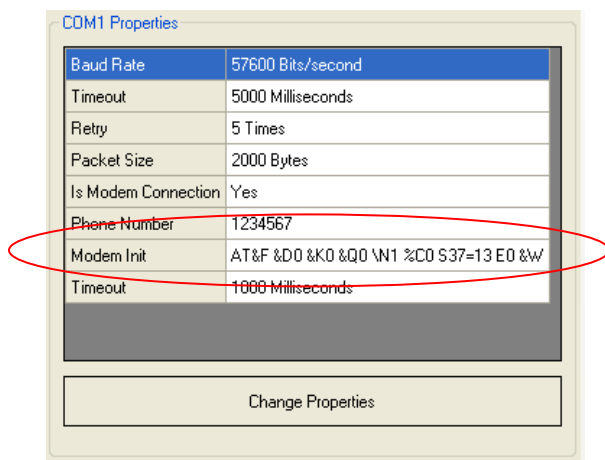 COM1 Properties
Baud Rate 57600 Bits/second
Timeout 5000 Milliseconds
Retry 5 Times
Packet Size 2000 Bytes
Is Modem Connection Yes
Phone Number 1234567
Modem Init AT&F &D0 &K0 &Q0 \N1 %C0 S37=13 E0 &W
Timeout 1000 Milliseconds
Change Properties